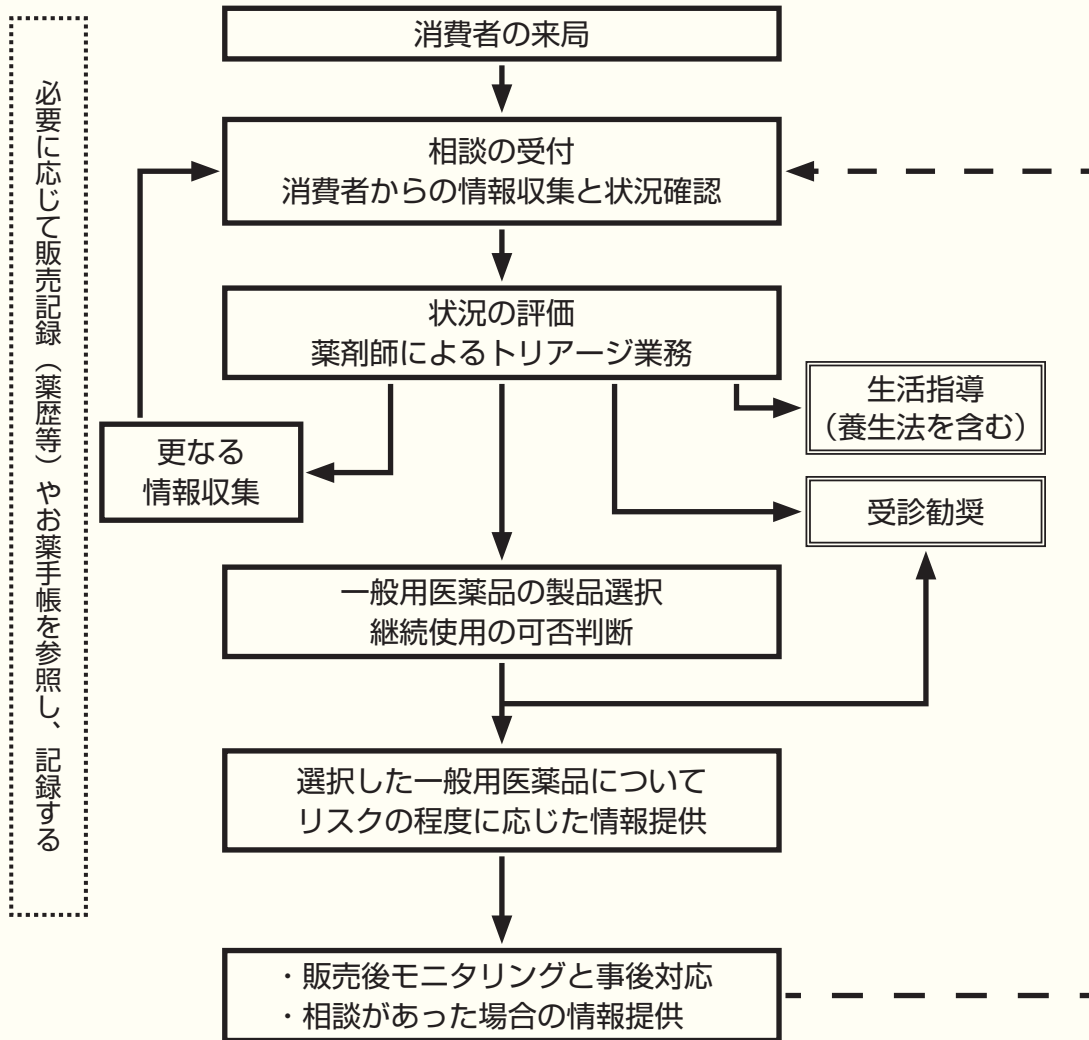 必要に応じて販売記録（薬歴等）やお薬手帳を参照し、記録する
消費者の来局
相談の受付
消費者からの情報収集と状況確認
状況の評価
薬剤師によるトリアージ業務
更なる
情報収集
生活指導
（養生法を含む）
受診勧奨
一般用医薬品の製品選択
継続使用の可否判断
選択した一般用医薬品について
リスクの程度に応じた情報提供
・販売後モニタリングと事後対応
・相談があった場合の情報提供